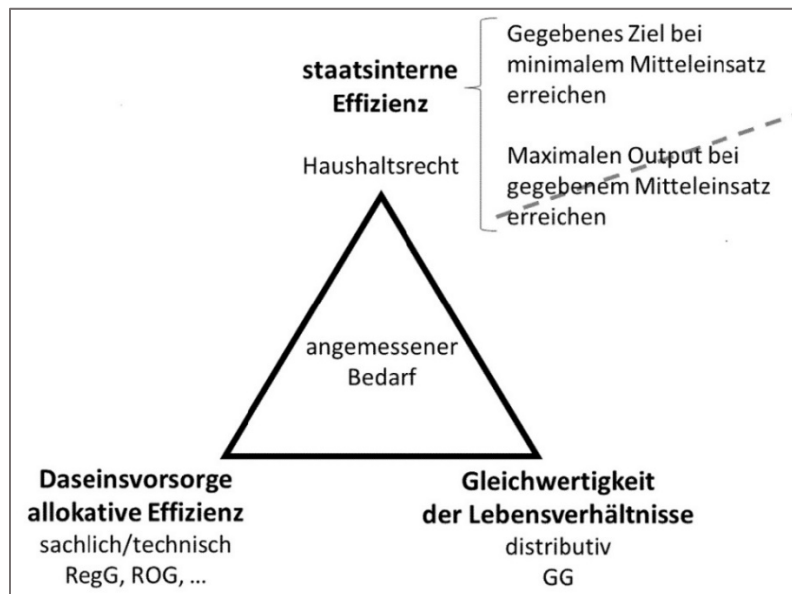 staatsinterne
Effizienz
Haushaltsrecht
Gegebenes Ziel bei
minimalem Mitteleinsatz
erreichen
Maximalen Output bei
gegebenem Mitteleinsatz
erreichen
angemessener
Bedarf
Daseinsvorsorge
allokative Effizienz
sachlich/technisch
RegG, ROG, ...
Gleichwertigkeit
der Lebensverhältnisse
distributiv
GG